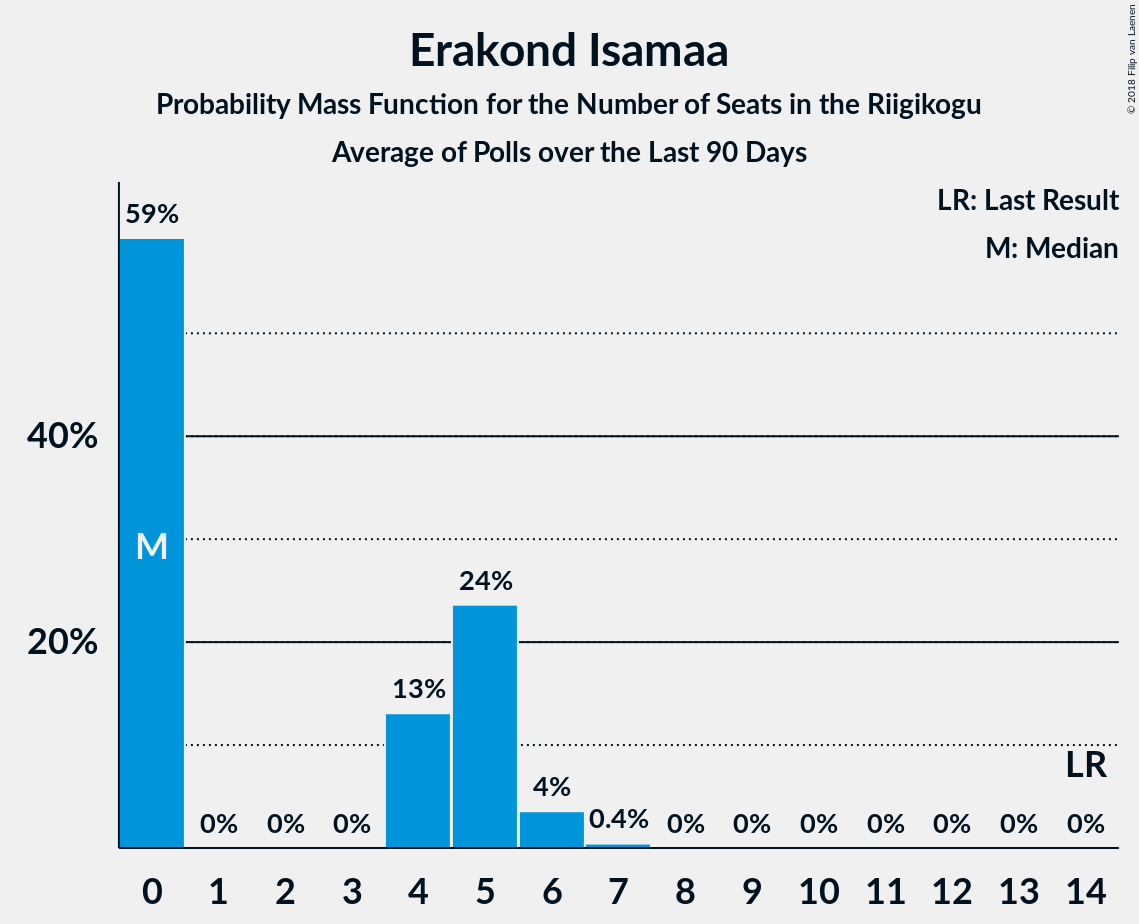 Erakond Isamaa
Probability Mass Function for the Number of Seats in the Riigikogu
Average of Polls over the Last 90 Days
© 2018 Filip van Laenen
LR: Last Result
M: Median
59%
40%
M
24%
20%
13%
LR
4%
0% 0% 0% 0.4% 0% 0% 0% 0% 0% 0% 0%
0 1 2 3 4 5 6 7 8 9 10 11 12 13 14